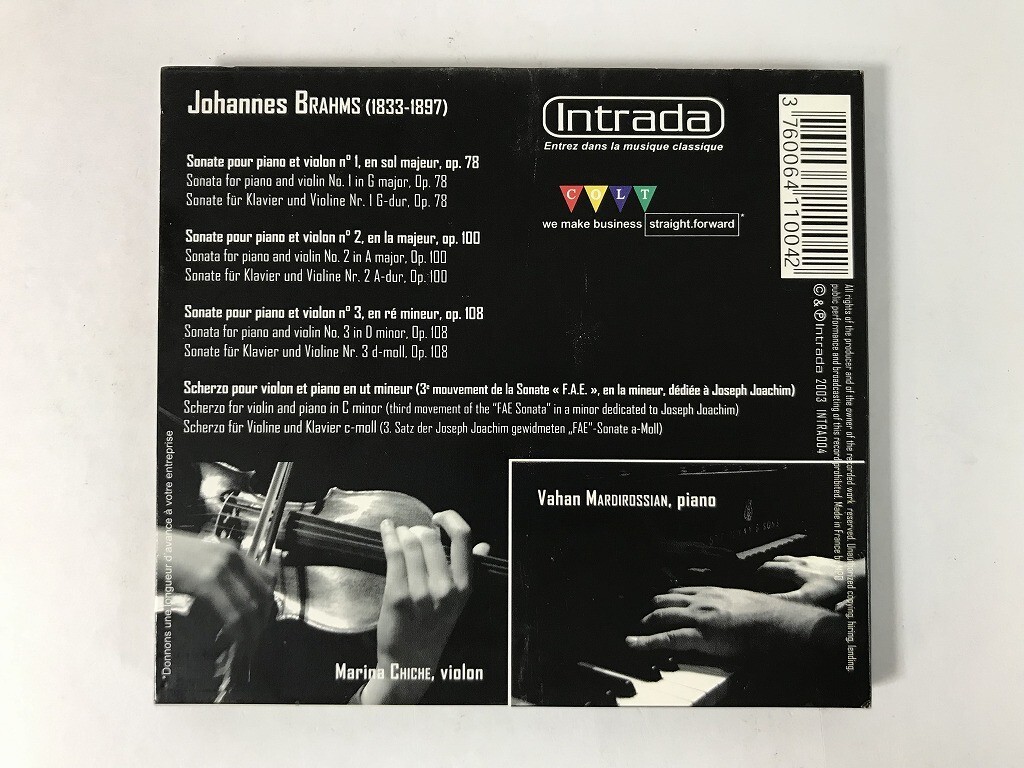 Johannes BRAHMS (1833-1897)
Sonate pour piano et violon n° 1, en sol majeur, op. 78
Sonata for piano and violin No. 1 in G major, Op. 78
Sonate für Klavier und Violine Nr. 1 G-dur, Op. 78
Sonate pour piano et violon n° 2, en la majeur, op. 100
Sonata for piano and violin No. 2 in A major, Op. 100
Sonate für Klavier und Violine Nr. 2 A-dur, Op. 100
Sonate pour piano et violon n° 3, en ré mineur, op. 108
Sonata for piano and violin No. 3 in D minor, Op. 108
Sonate für Klavier und Violine Nr. 3 d-moll, Op. 108
Scherzo pour violon et piano en ut mineur (3e mouvement de la Sonate « F.A.E. », en la mineur, dédiée à Joseph Joachim)
Scherzo for violin and piano in C minor (third movement of the "FAE Sonata" in a minor dedicated to Joseph Joachim)
Scherzo für Violine und Klavier c-moll (3. Satz der Joseph Joachim gewidmeten „FAE"-Sonate a-Moll)
Intrada
Entrez dans la musique classique
COLT
we make business straight.forward*
3 760064 110042
All rights of the producer and of the owner of the recorded work reserved. Unauthorized copying, hiring, lending,
public performance and broadcasting of this record prohibited. Made in France by
© & ℗ Intrada 2003 INTRA004
*Donnons une longueur d'avance à votre entreprise
Marina CHICHE, violon
Vahan MARDIROSSIAN, piano